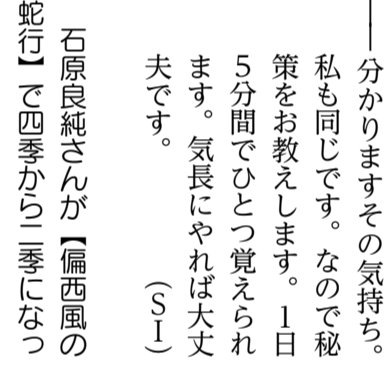 ──分かりますその気持ち。
私も同じです。なので秘
策をお教えします。1日
5分間でひとつ覚えられ
ます。気長にやれば大丈
夫です。　　　　（SI）
石原良純さんが【偏西風の
蛇行】で四季から二季になっ